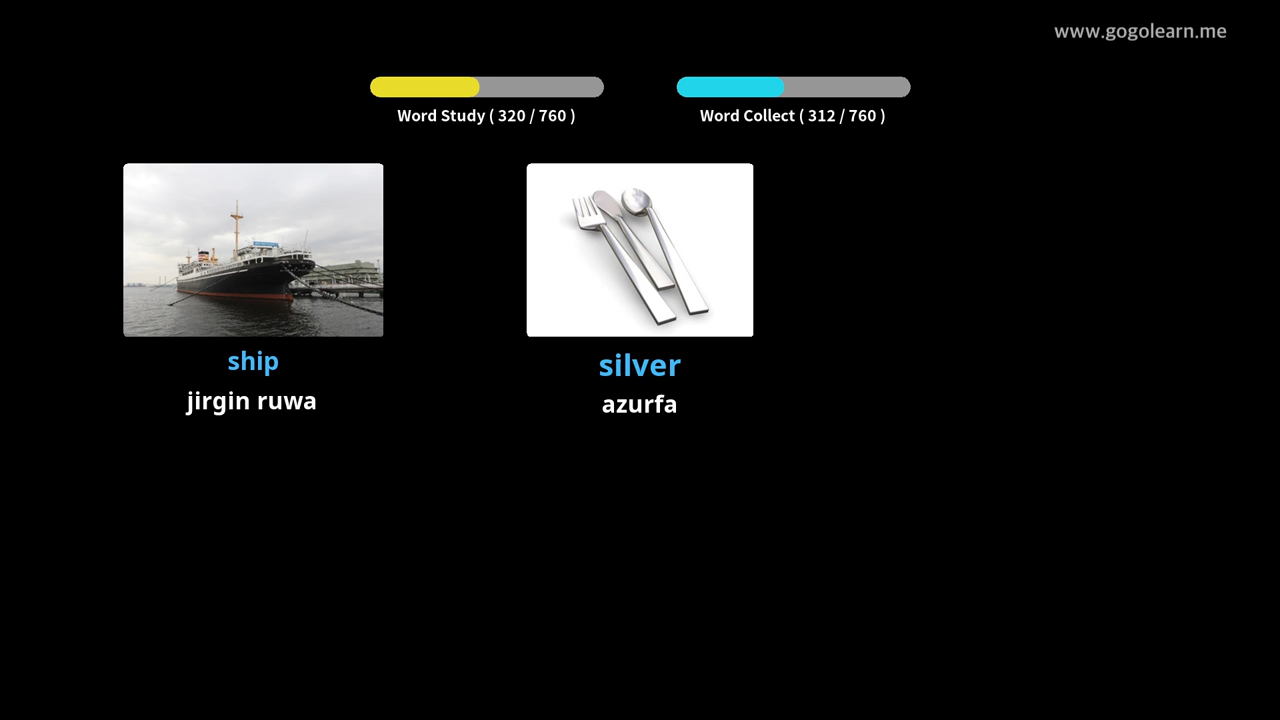 www.gogolearn.me
Word Study ( 320 / 760 )
Word Collect ( 312 / 760 )
ship
jirgin ruwa
silver
azurfa